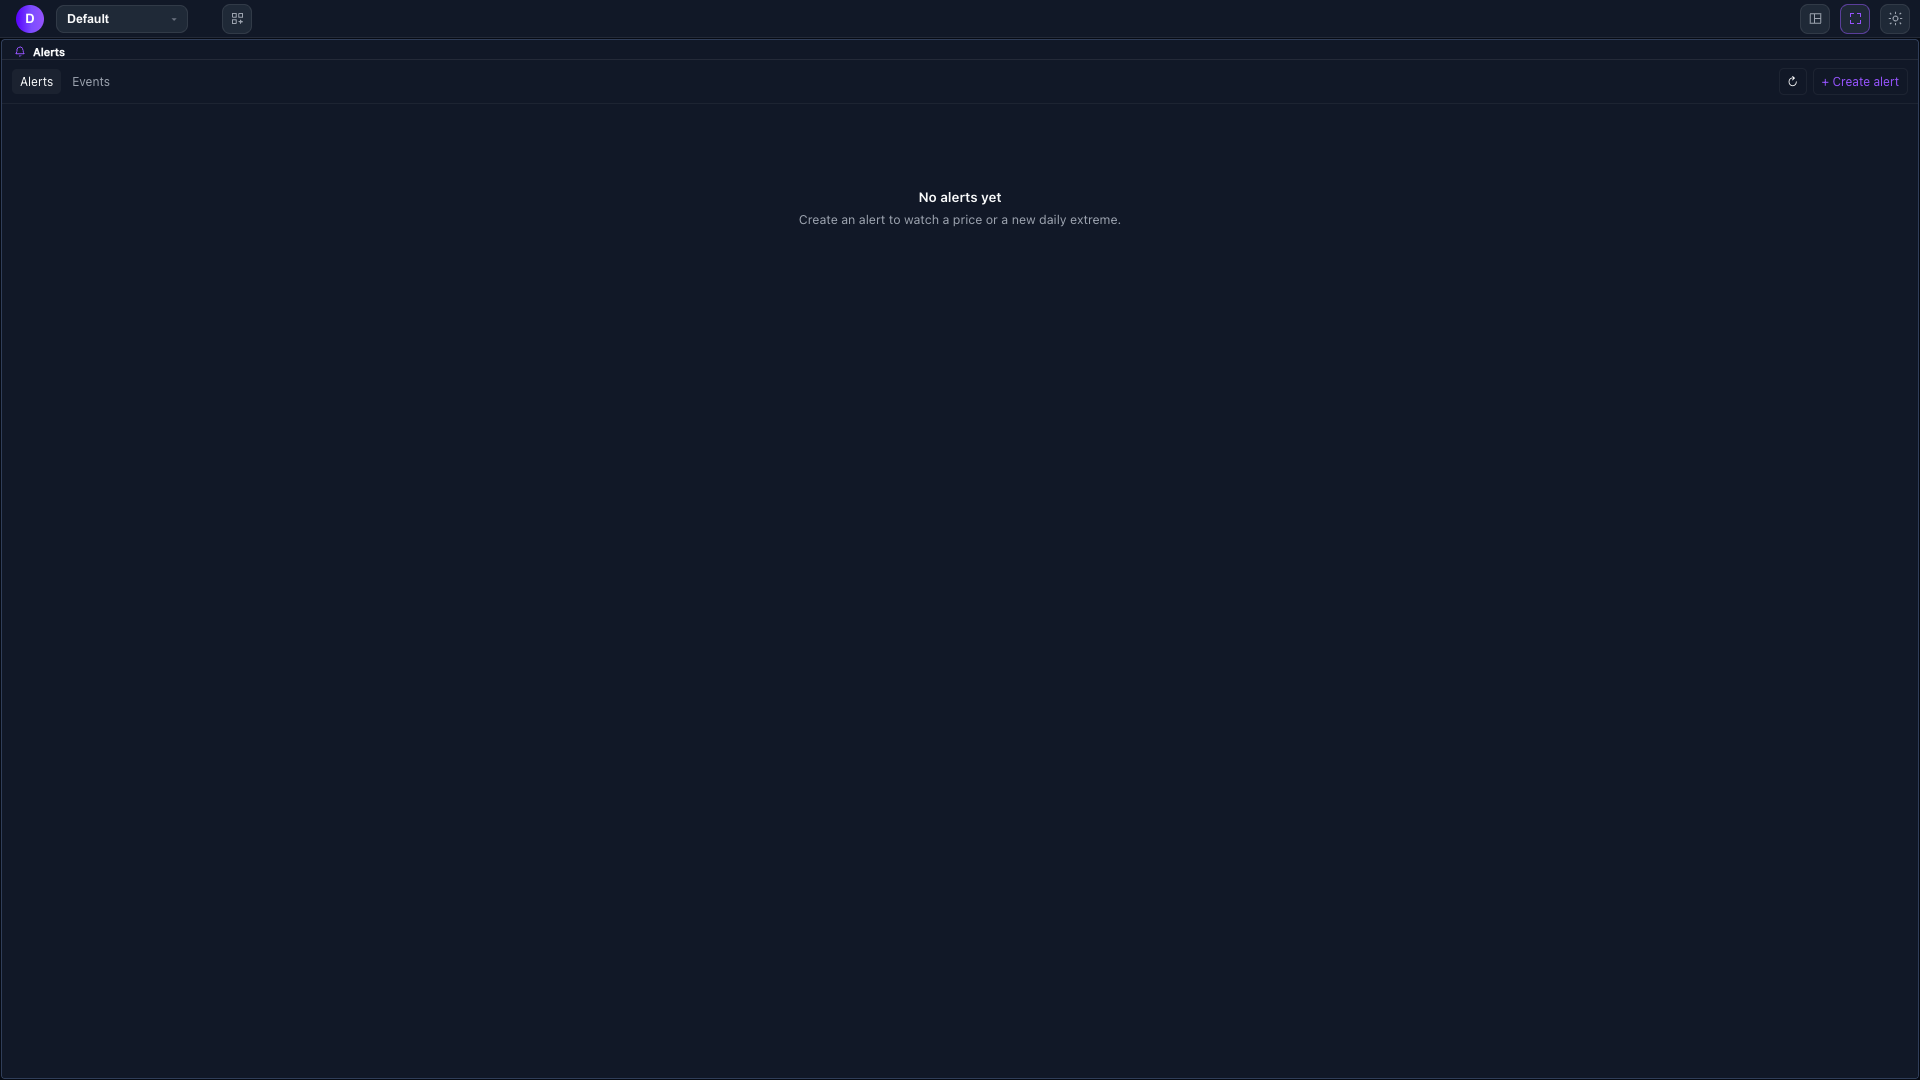 D
Default
Alerts
Alerts
Events
+ Create alert
No alerts yet
Create an alert to watch a price or a new daily extreme.